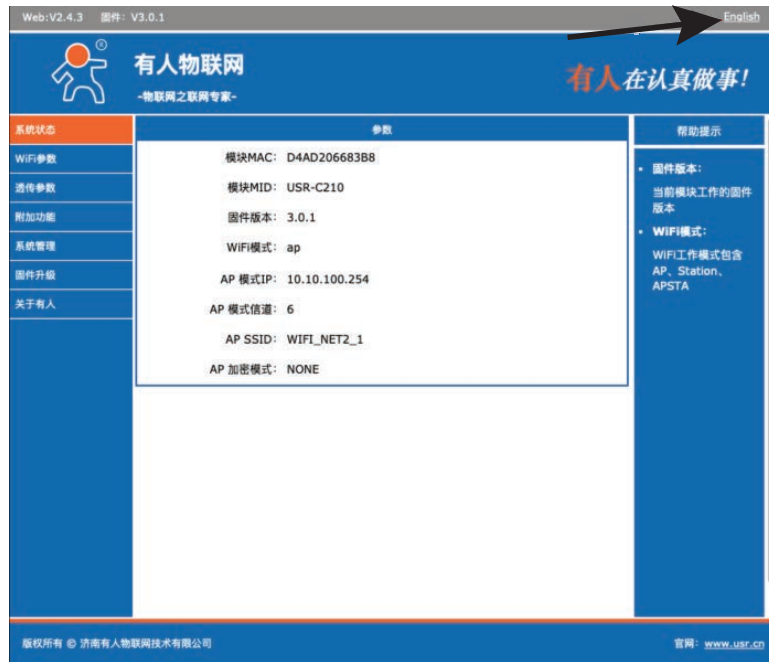 Web:V2.4.3 固件：V3.0.1 English
®
有人物联网
-物联网之联网专家-
有人在认真做事!
系统状态
WiFi参数
透传参数
附加功能
系统管理
固件升级
关于有人
参数
模块MAC： D4AD206683B8
模块MID： USR-C210
固件版本： 3.0.1
WiFi模式： ap
AP 模式IP： 10.10.100.254
AP 模式信道： 6
AP SSID： WIFI_NET2_1
AP 加密模式： NONE
帮助提示
• 固件版本：
当前模块工作的固件
版本
• WiFi模式：
WiFi工作模式包含
AP、Station、
APSTA
版权所有 © 济南有人物联网技术有限公司 官网：www.usr.cn